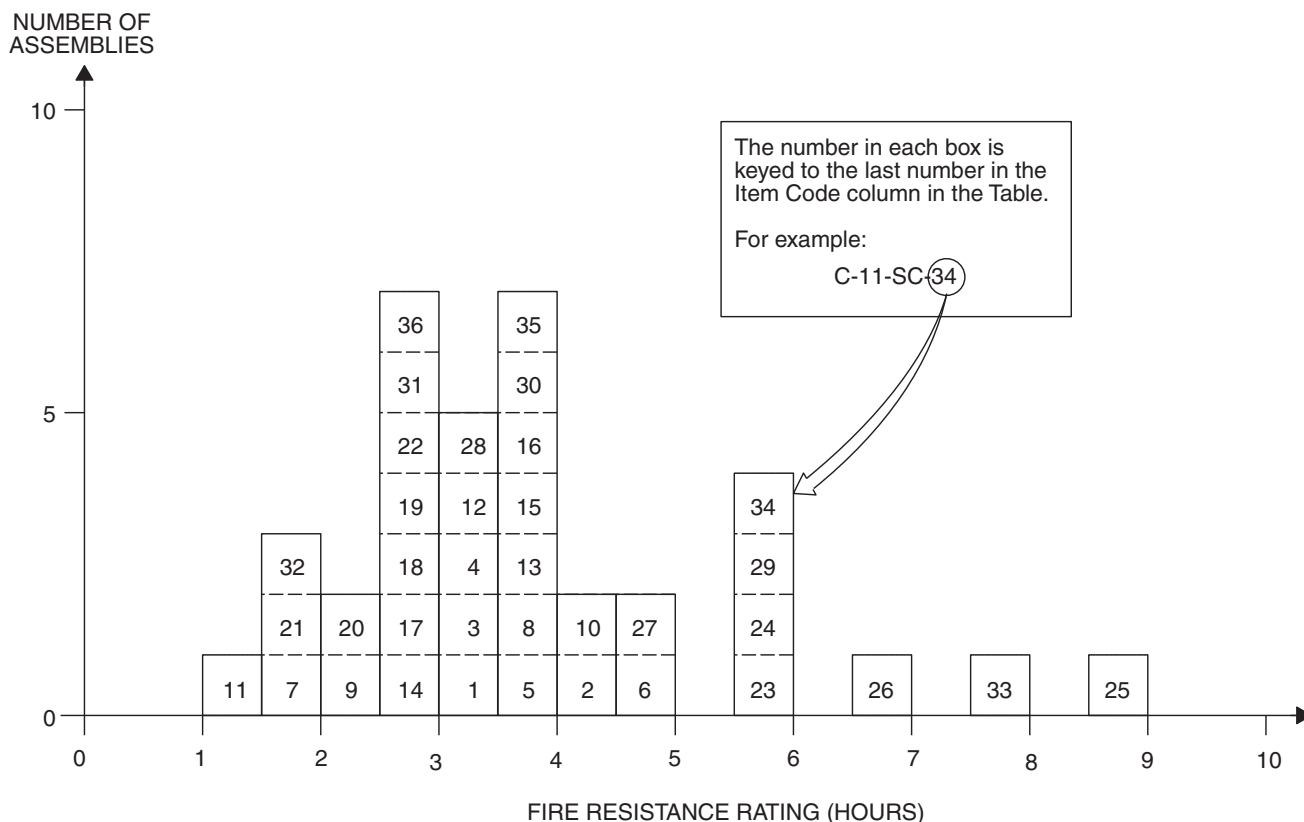 NUMBER OF
ASSEMBLIES
10
The number in each box is
keyed to the last number in the
Item Code column in the Table.
For example:
C-11-SC-34
36 35
31 30
5
22 28 16
19 12 15 34
32 18 4 13 29
21 20 17 3 8 10 27 24
11 7 9 14 1 5 2 6 23 26 33 25
0
0 1 2 3 4 5 6 7 8 9 10
FIRE RESISTANCE RATING (HOURS)